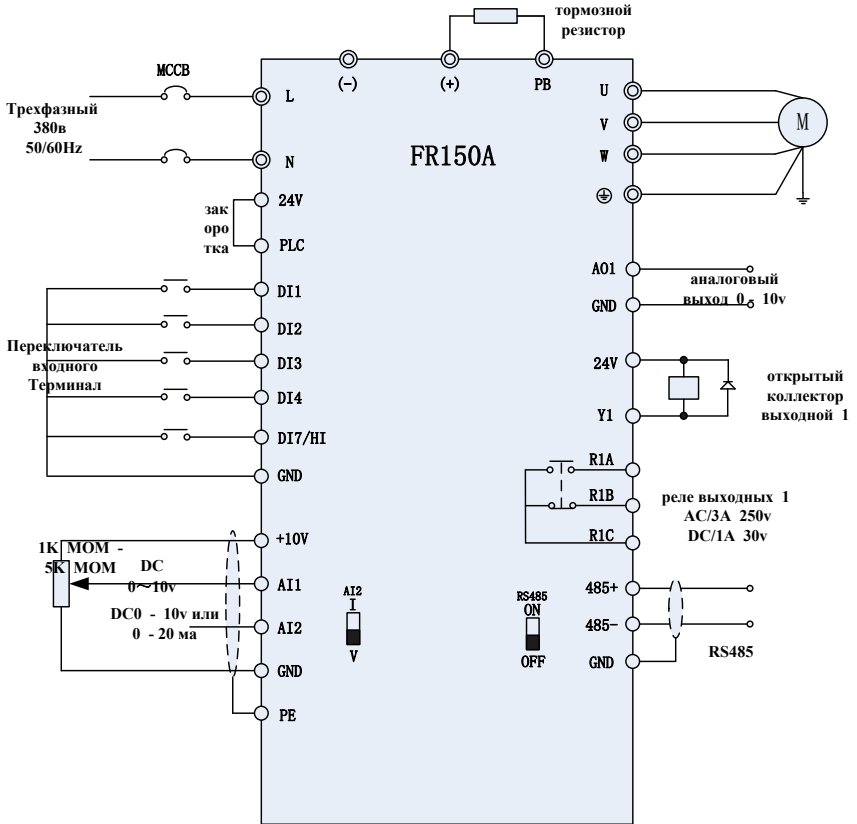 тормозной
резистор
MCCB
(-)
(+)
PB
L
Трехфазный
380в
50/60Hz
N
FR150A
U
V
W
M
24V
зак
оро
тка
PLC
DI1
DI2
DI3
DI4
DI7/HI
GND
Переключатель
входного
Терминал
AO1
аналоговый
выход 0 - 10v
GND
24V
Y1
открытый
коллектор
выходной 1
R1A
R1B
R1C
реле выходных 1
AC/3A 250v
DC/1A 30v
+10V
1K MOM -
5K MOM
DC
0～10v
AI1
DC0 - 10v или
0 - 20 ма
AI2
GND
PE
AI2
I
V
RS485
ON
OFF
485+
485-
GND
RS485